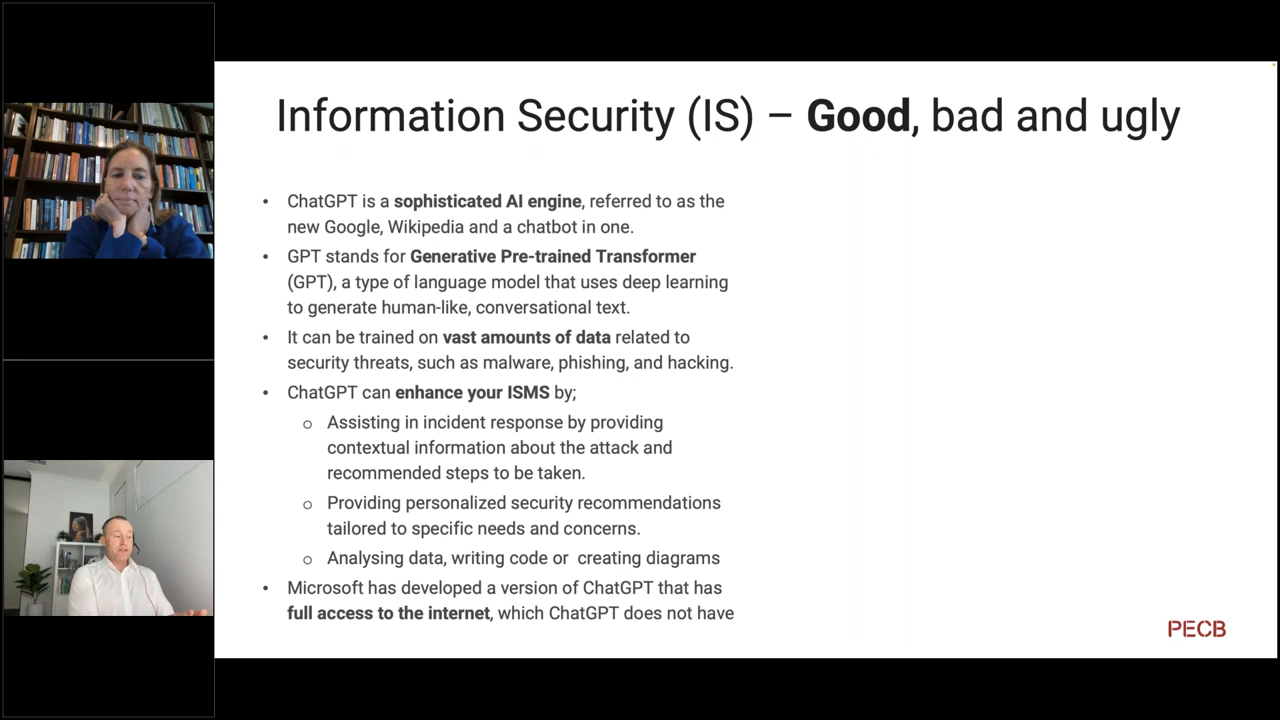 Information Security (IS) – Good, bad and ugly
• ChatGPT is a sophisticated AI engine, referred to as the
new Google, Wikipedia and a chatbot in one.
• GPT stands for Generative Pre-trained Transformer
(GPT), a type of language model that uses deep learning
to generate human-like, conversational text.
• It can be trained on vast amounts of data related to
security threats, such as malware, phishing, and hacking.
• ChatGPT can enhance your ISMS by;
o Assisting in incident response by providing
contextual information about the attack and
recommended steps to be taken.
o Providing personalized security recommendations
tailored to specific needs and concerns.
o Analysing data, writing code or  creating diagrams
• Microsoft has developed a version of ChatGPT that has
full access to the internet, which ChatGPT does not have
PECB